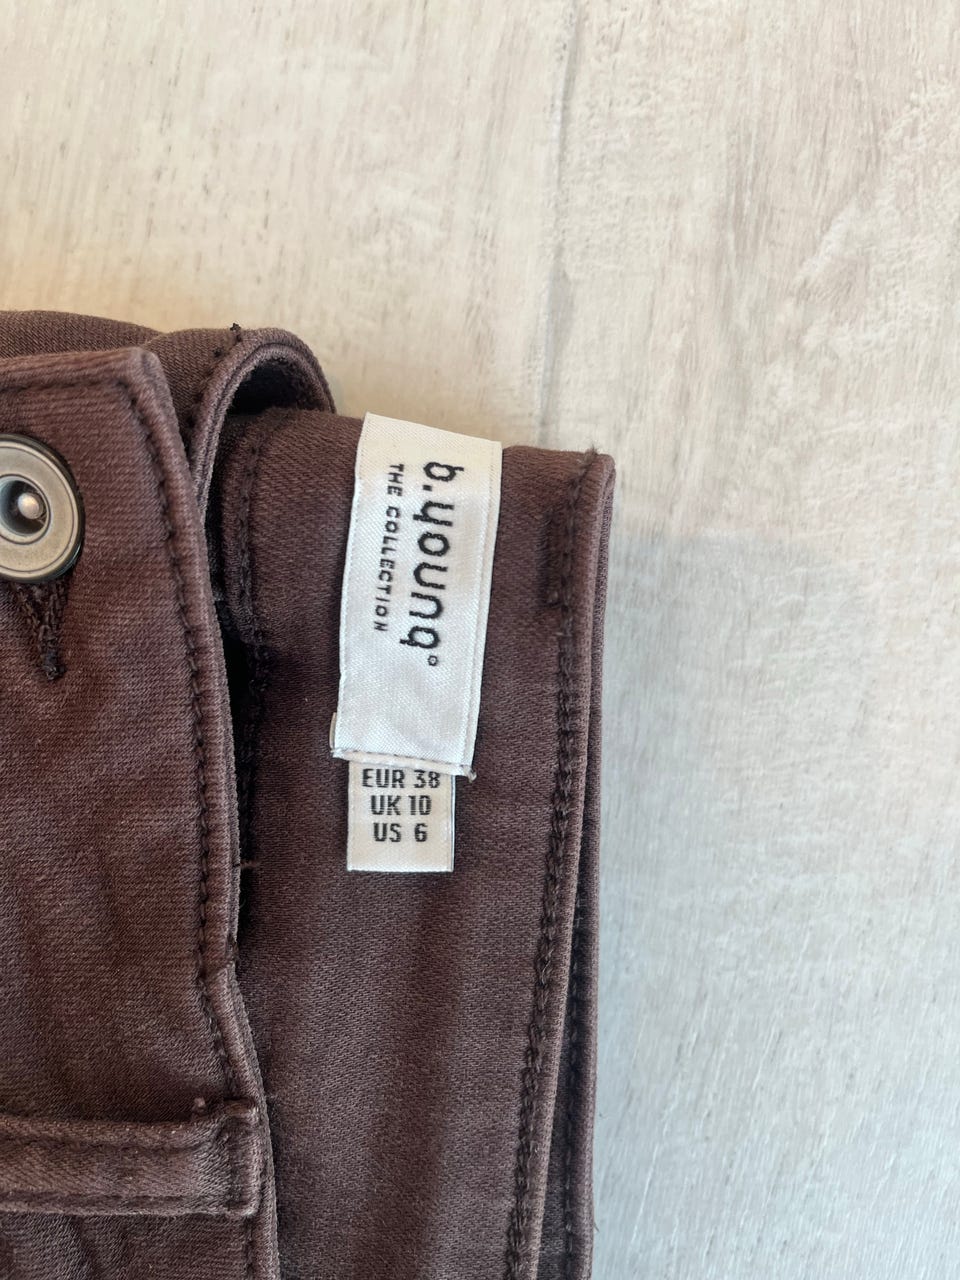 b.young°
THE COLLECTION
EUR 38
UK 10
US 6